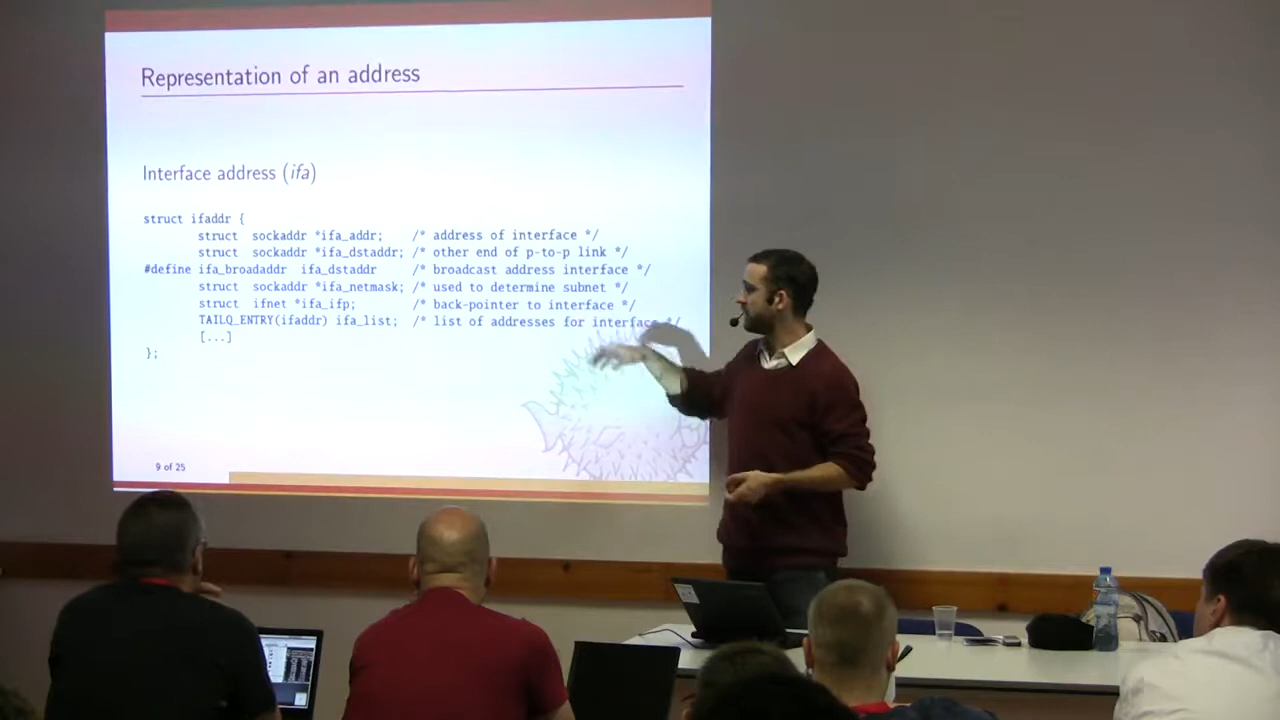 Representation of an address
Interface address (ifa)
struct ifaddr {
struct sockaddr *ifa_addr; /* address of interface */
struct sockaddr *ifa_dstaddr; /* other end of p-to-p link */
#define ifa_broadaddr ifa_dstaddr /* broadcast address interface */
struct sockaddr *ifa_netmask; /* used to determine subnet */
struct ifnet *ifa_ifp; /* back-pointer to interface */
TAILQ_ENTRY(ifaddr) ifa_list; /* list of addresses for interface */
[...]
};
9 of 25